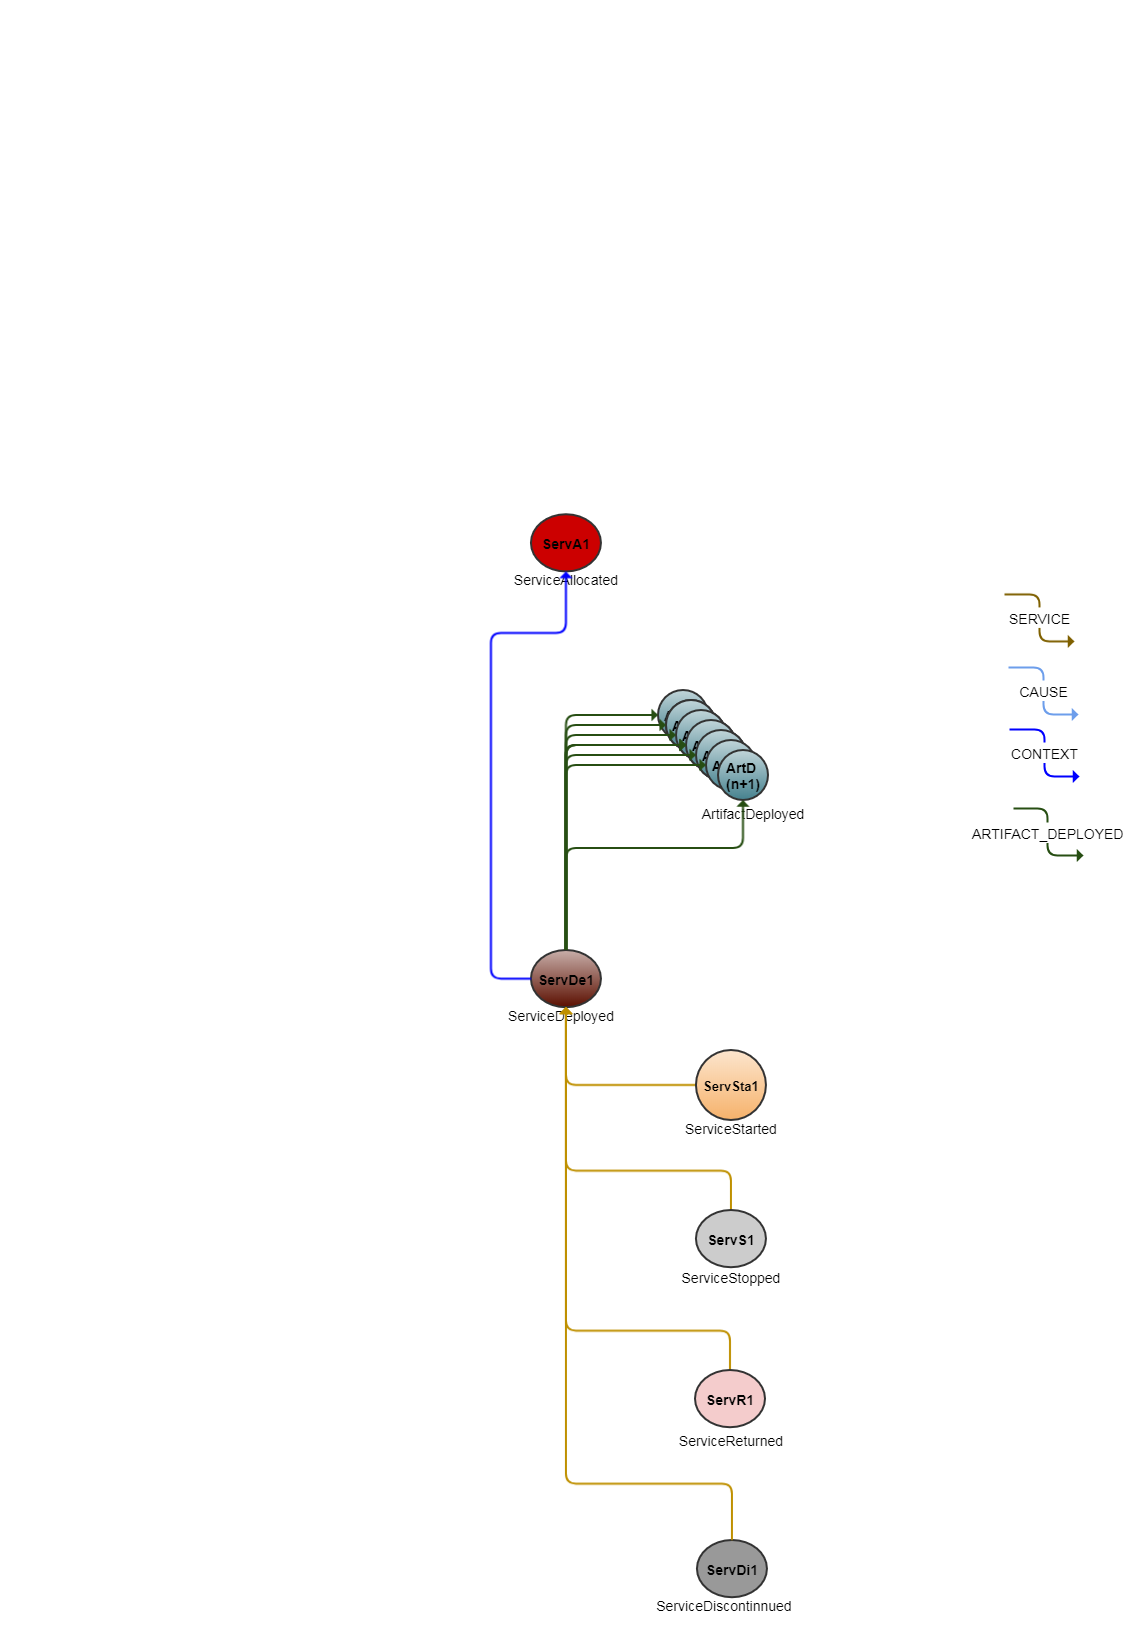 ServA1
ServiceAllocated
SERVICE
CAUSE
CONTEXT
ArtD
(n+1)
ArtifactDeployed
ARTIFACT_DEPLOYED
ServDe1
ServiceDeployed
ServSta1
ServiceStarted
ServS1
ServiceStopped
ServR1
ServiceReturned
ServDi1
ServiceDiscontinnued